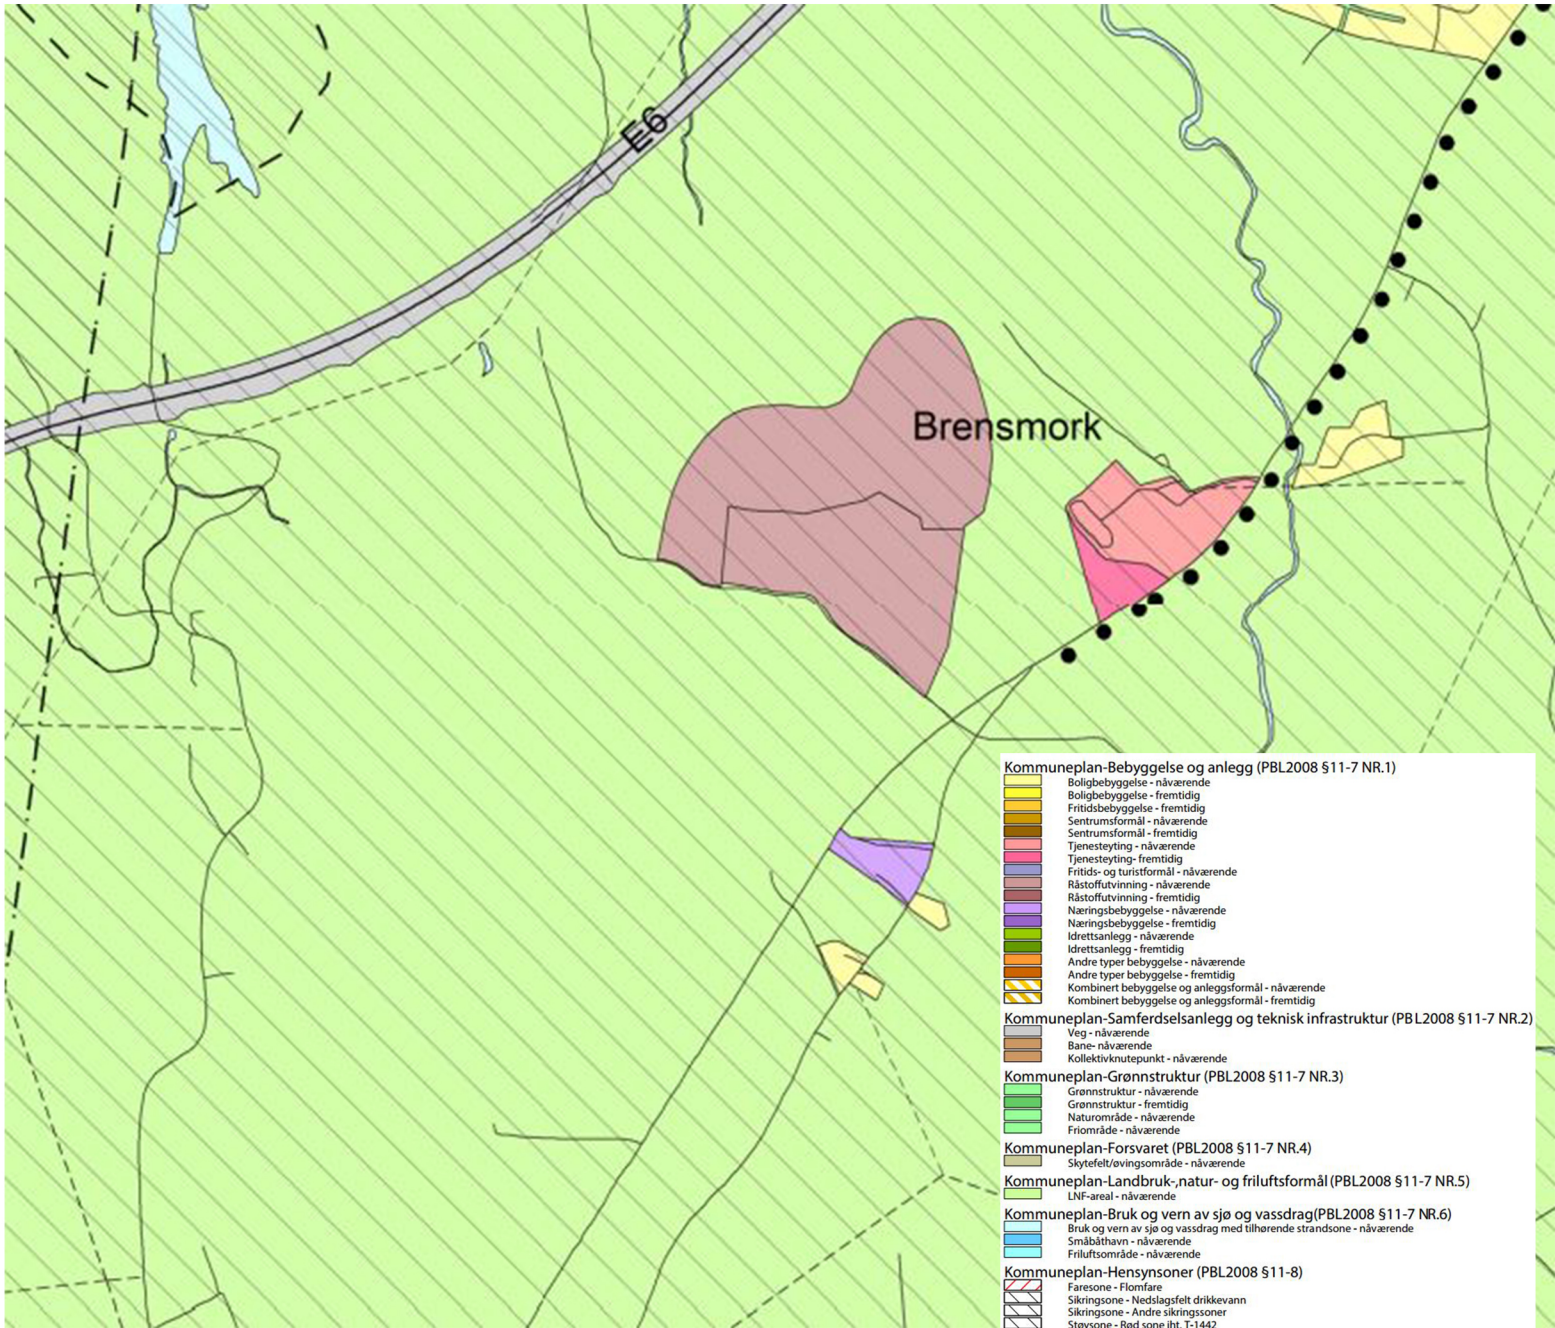 E6
Brensmork
Kommuneplan-Bebyggelse og anlegg (PBL2008 §11-7 NR.1)
Boligbebyggelse - nåværende
Boligbebyggelse - fremtidig
Fritidsbebyggelse - fremtidig
Sentrumsformål - nåværende
Sentrumsformål - fremtidig
Tjenesteyting - nåværende
Tjenesteyting- fremtidig
Fritids- og turistformål - nåværende
Råstoffutvinning - nåværende
Råstoffutvinning - fremtidig
Næringsbebyggelse - nåværende
Næringsbebyggelse - fremtidig
Idrettsanlegg - nåværende
Idrettsanlegg - fremtidig
Andre typer bebyggelse - nåværende
Andre typer bebyggelse - fremtidig
Kombinert bebyggelse og anleggsformål - nåværende
Kombinert bebyggelse og anleggsformål - fremtidig
Kommuneplan-Samferdselsanlegg og teknisk infrastruktur (PBL2008 §11-7 NR.2)
Veg - nåværende
Bane- nåværende
Kollektivknutepunkt - nåværende
Kommuneplan-Grønnstruktur (PBL2008 §11-7 NR.3)
Grønnstruktur - nåværende
Grønnstruktur - fremtidig
Naturområde - nåværende
Friområde - nåværende
Kommuneplan-Forsvaret (PBL2008 §11-7 NR.4)
Skytefelt/øvingsområde - nåværende
Kommuneplan-Landbruk-,natur- og friluftsformål (PBL2008 §11-7 NR.5)
LNF-areal - nåværende
Kommuneplan-Bruk og vern av sjø og vassdrag(PBL2008 §11-7 NR.6)
Bruk og vern av sjø og vassdrag med tilhørende strandsone - nåværende
Småbåthavn - nåværende
Friluftsområde - nåværende
Kommuneplan-Hensynsoner (PBL2008 §11-8)
Faresone - Flomfare
Sikringsone - Nedslagsfelt drikkevann
Sikringsone - Andre sikringssoner
Støysone - Rød sone iht. T-1442